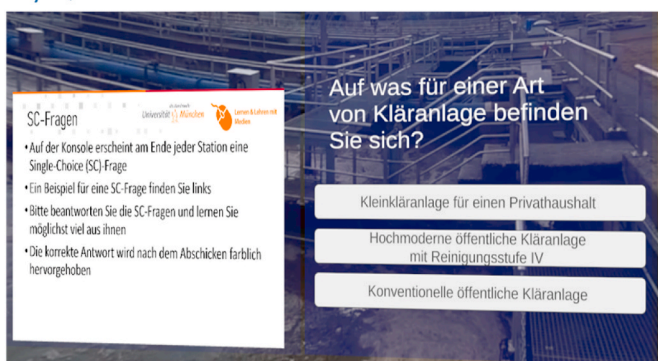 SC-Fragen
Universität München
Lernen & Lehren mit
Medien
•Auf der Konsole erscheint am Ende jeder Station eine
Single-Choice (SC)-Frage
•Ein Beispiel für eine SC-Frage finden Sie links
•Bitte beantworten Sie die SC-Fragen und lernen Sie
möglichst viel aus ihnen
•Die korrekte Antwort wird nach dem Abschicken farblich
hervorgehoben
Auf was für einer Art
von Kläranlage befinden
Sie sich?
Kleinkläranlage für einen Privathaushalt
Hochmoderne öffentliche Kläranlage
mit Reinigungsstufe IV
Konventionelle öffentliche Kläranlage